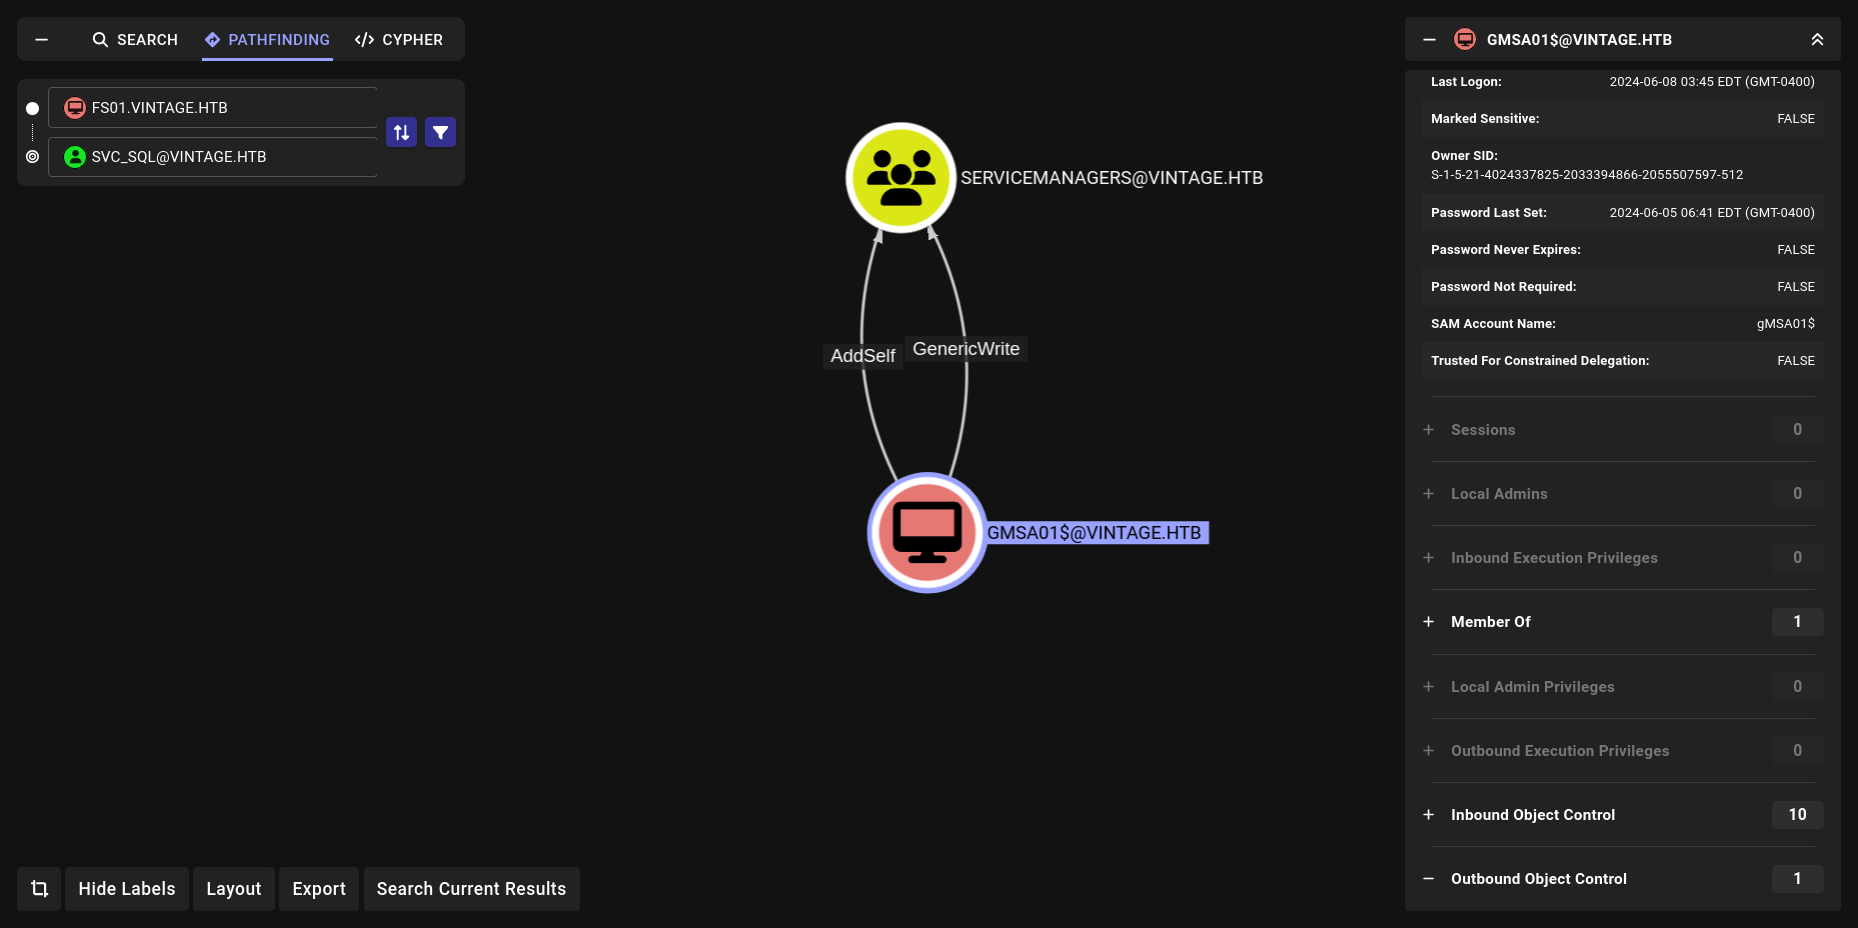 SEARCH
PATHFINDING
CYPHER
FS01.VINTAGE.HTB
SVC_SQL@VINTAGE.HTB
SERVICEMANAGERS@VINTAGE.HTB
AddSelf
GenericWrite
GMSA01$@VINTAGE.HTB
Hide Labels
Layout
Export
Search Current Results
GMSA01$@VINTAGE.HTB
Last Logon: 2024-06-08 03:45 EDT (GMT-0400)
Marked Sensitive: FALSE
Owner SID:
S-1-5-21-4024337825-2033394866-2055507597-512
Password Last Set: 2024-06-05 06:41 EDT (GMT-0400)
Password Never Expires: FALSE
Password Not Required: FALSE
SAM Account Name: gMSA01$
Trusted For Constrained Delegation: FALSE
Sessions 0
Local Admins 0
Inbound Execution Privileges 0
Member Of 1
Local Admin Privileges 0
Outbound Execution Privileges 0
Inbound Object Control 10
Outbound Object Control 1